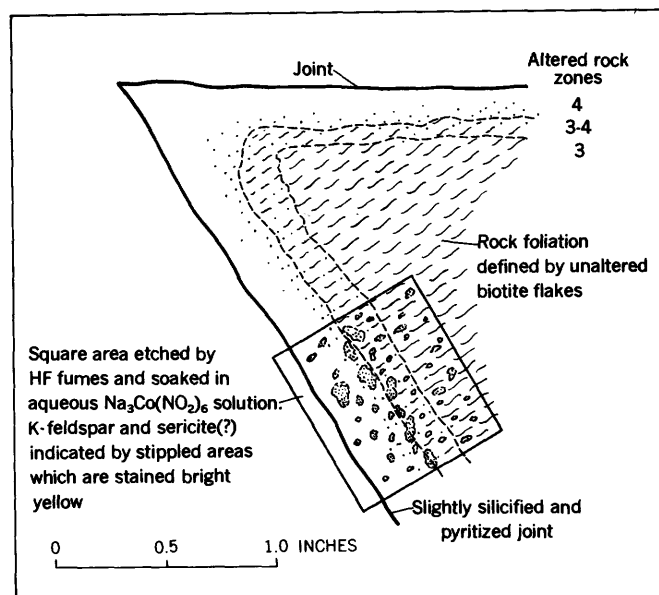 Joint
Altered rock
zones
4
3-4
3
Rock foliation
defined by unaltered
biotite flakes
Square area etched by
HF fumes and soaked in
aqueous Na₃Co(NO₂)₆ solution.
K-feldspar and sericite(?)
indicated by stippled areas
which are stained bright
yellow
Slightly silicified and
pyritized joint
0 0.5 1.0 INCHES